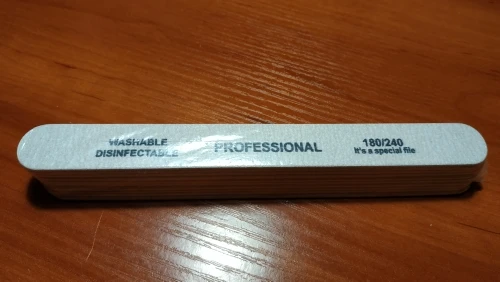 WASHABLE
DISINFECTABLE
PROFESSIONAL
180/240
It's a special file